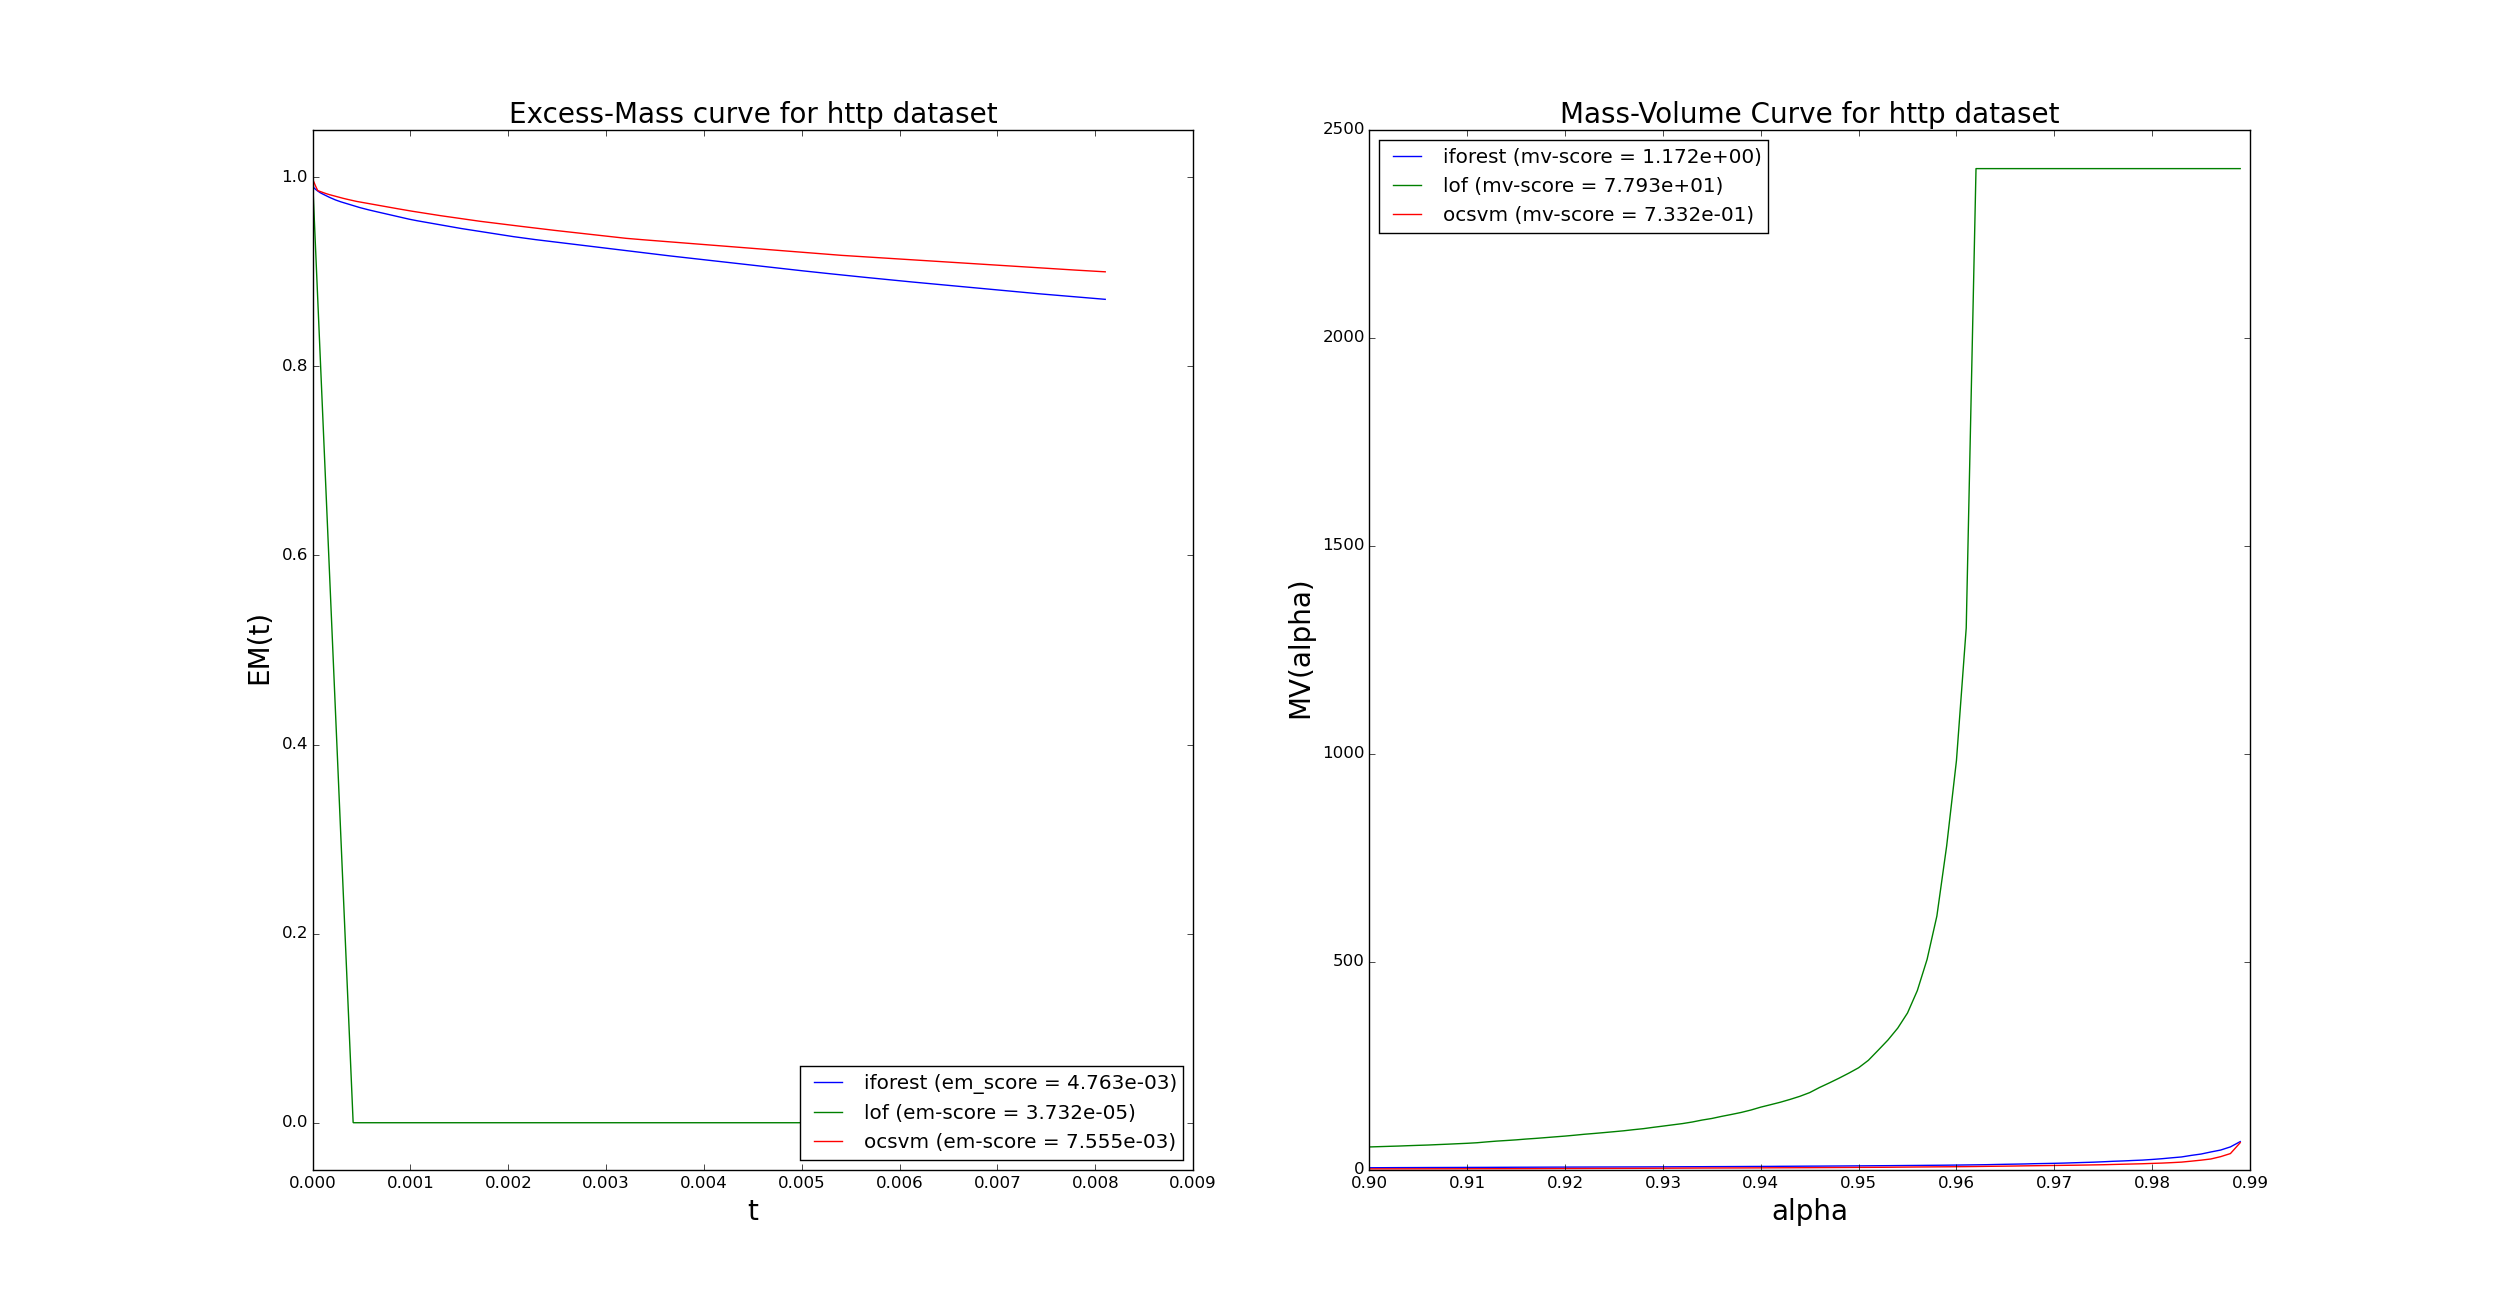 Excess-Mass curve for http dataset
EM(t)
1.0
0.8
0.6
0.4
0.2
0.0
0.000 0.001 0.002 0.003 0.004 0.005 0.006 0.007 0.008 0.009
t
iforest (em_score = 4.763e-03)
lof (em-score = 3.732e-05)
ocsvm (em-score = 7.555e-03)
Mass-Volume Curve for http dataset
MV(alpha)
2500
2000
1500
1000
500
0
0.90 0.91 0.92 0.93 0.94 0.95 0.96 0.97 0.98 0.99
alpha
iforest (mv-score = 1.172e+00)
lof (mv-score = 7.793e+01)
ocsvm (mv-score = 7.332e-01)